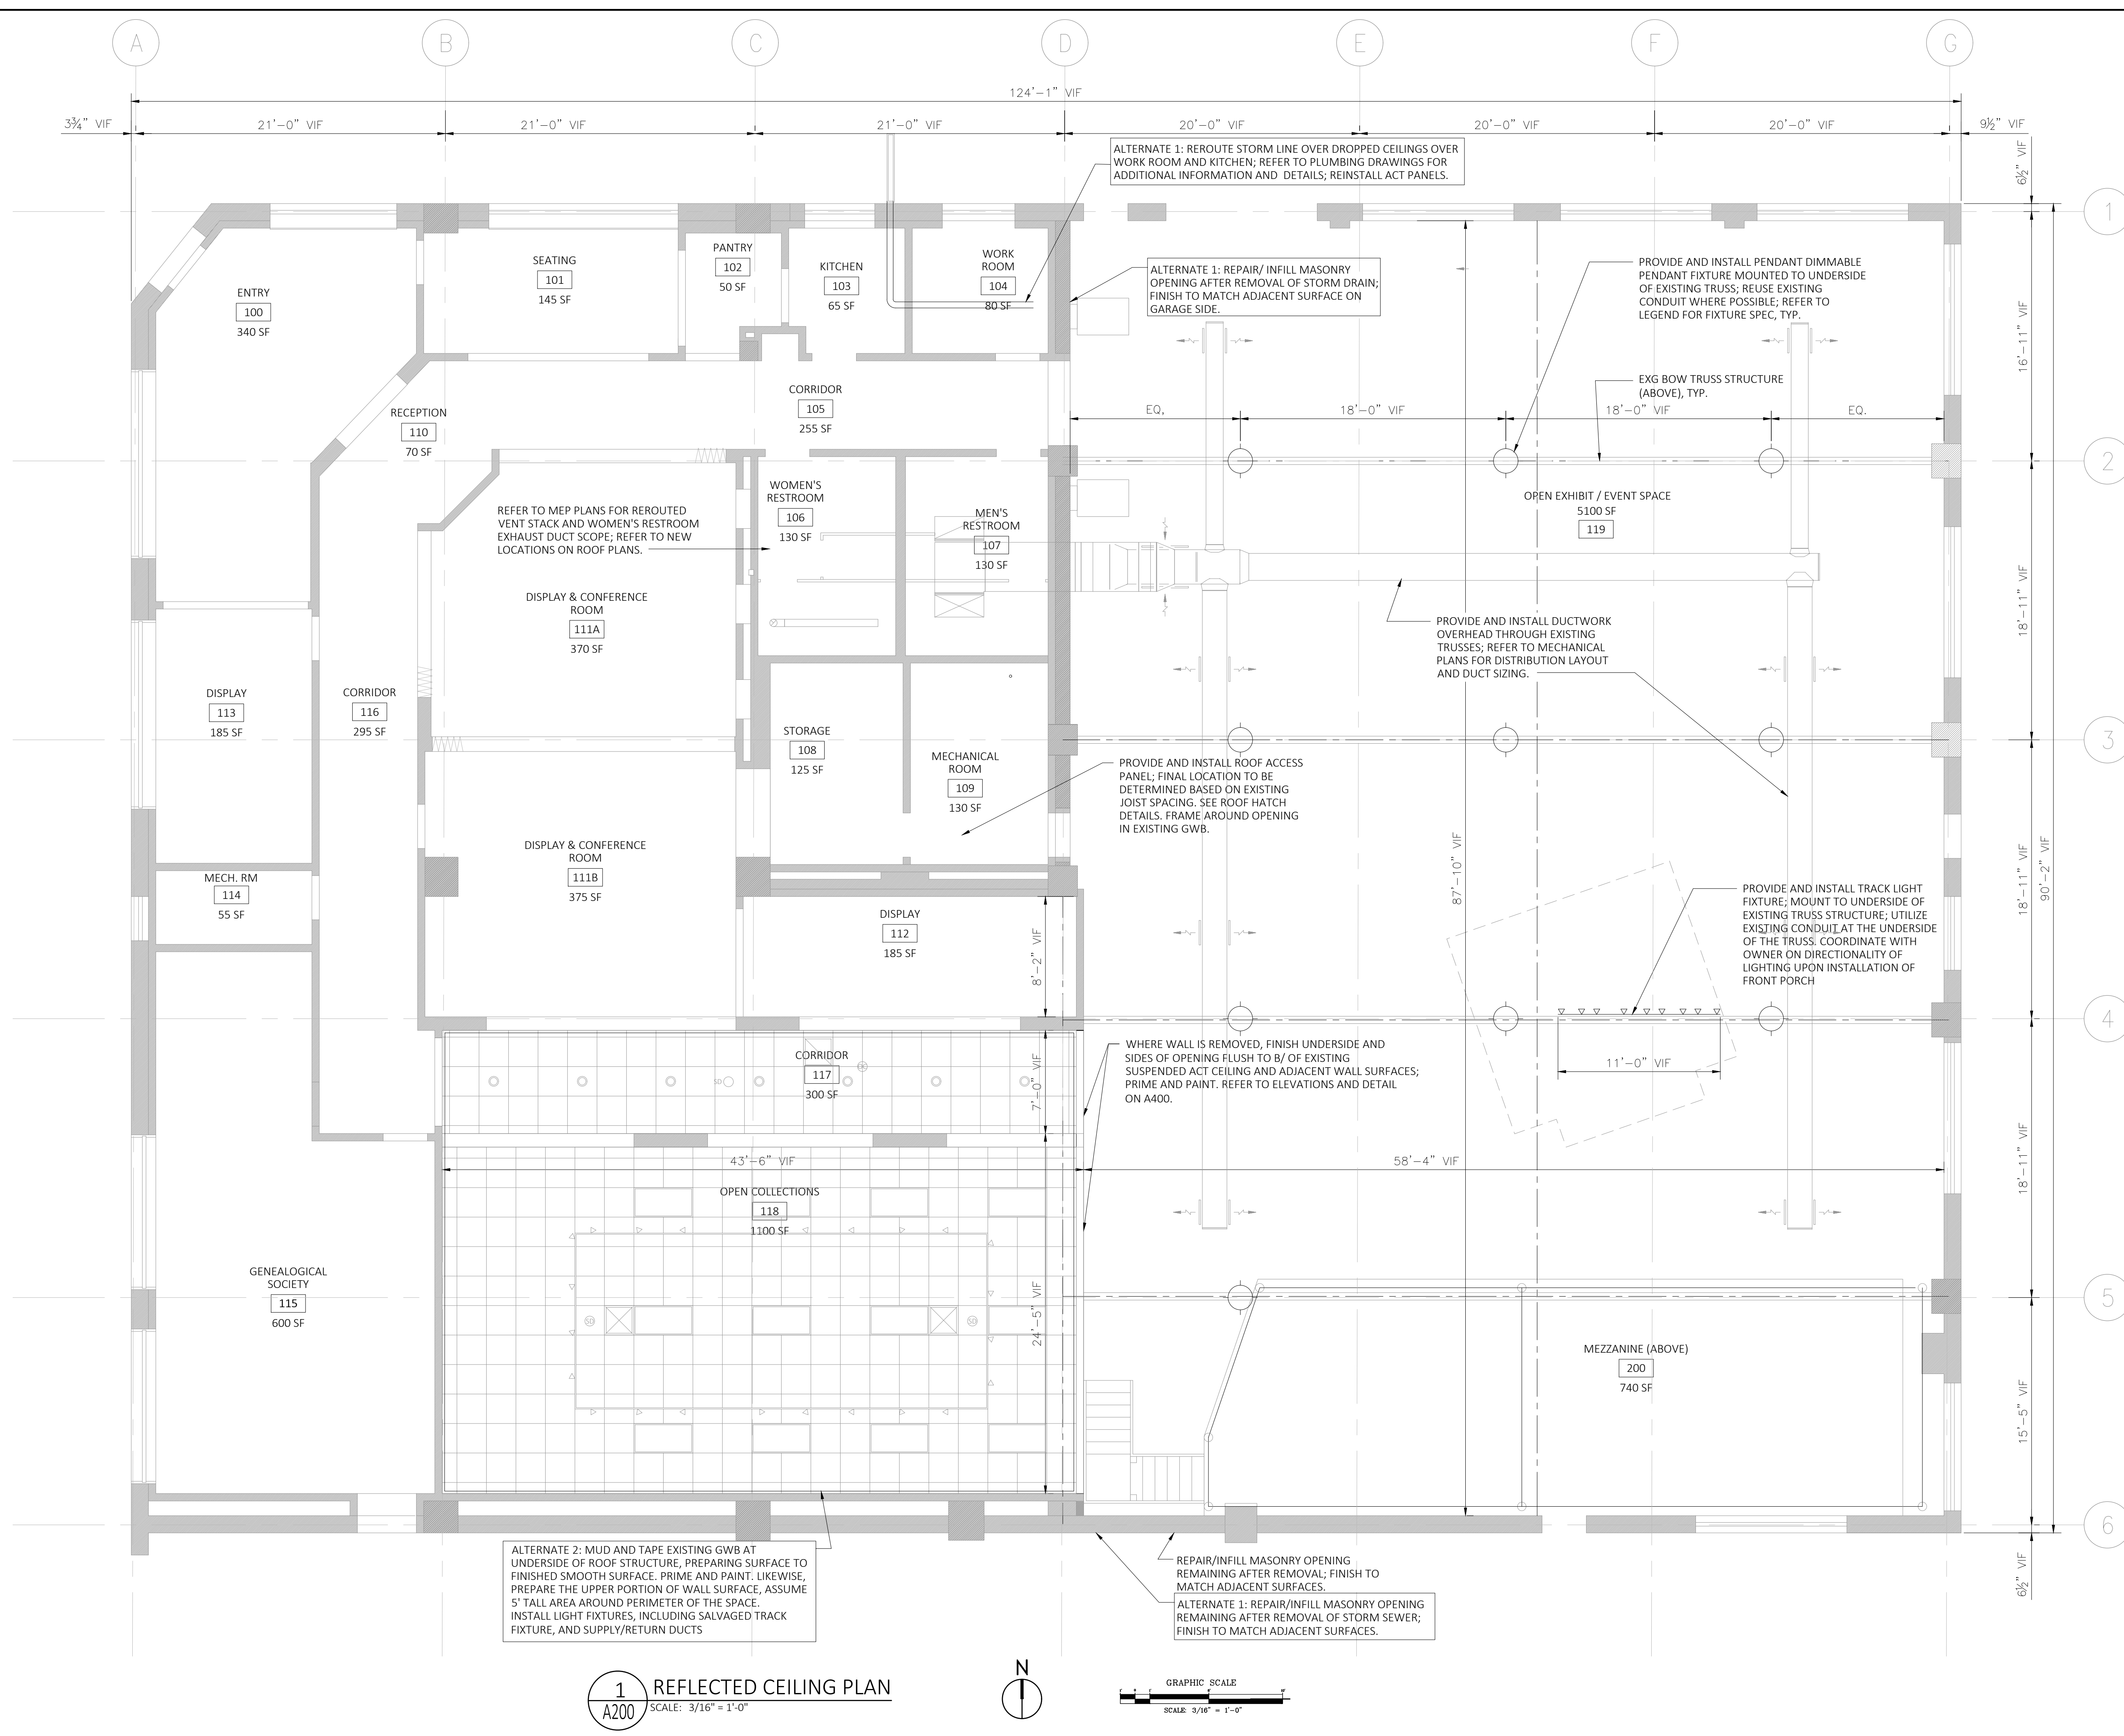 A
B
C
D
E
F
G
124'-1" VIF
3¾" VIF
21'-0" VIF
21'-0" VIF
21'-0" VIF
20'-0" VIF
20'-0" VIF
20'-0" VIF
9½" VIF
6½" VIF
ALTERNATE 1: REROUTE STORM LINE OVER DROPPED CEILINGS OVER
WORK ROOM AND KITCHEN; REFER TO PLUMBING DRAWINGS FOR
ADDITIONAL INFORMATION AND DETAILS; REINSTALL ACT PANELS.
1
ENTRY
100
340 SF
SEATING
101
145 SF
PANTRY
102
50 SF
KITCHEN
103
65 SF
WORK
ROOM
104
80 SF
ALTERNATE 1: REPAIR/ INFILL MASONRY
OPENING AFTER REMOVAL OF STORM DRAIN;
FINISH TO MATCH ADJACENT SURFACE ON
GARAGE SIDE.
PROVIDE AND INSTALL PENDANT DIMMABLE
PENDANT FIXTURE MOUNTED TO UNDERSIDE
OF EXISTING TRUSS; REUSE EXISTING
CONDUIT WHERE POSSIBLE; REFER TO
LEGEND FOR FIXTURE SPEC, TYP.
16'-11" VIF
EXG BOW TRUSS STRUCTURE
(ABOVE), TYP.
CORRIDOR
105
255 SF
RECEPTION
110
70 SF
EQ.
18'-0" VIF
18'-0" VIF
EQ.
2
REFER TO MEP PLANS FOR REROUTED
VENT STACK AND WOMEN'S RESTROOM
EXHAUST DUCT SCOPE; REFER TO NEW
LOCATIONS ON ROOF PLANS.
WOMEN'S
RESTROOM
106
130 SF
MEN'S
RESTROOM
107
130 SF
OPEN EXHIBIT / EVENT SPACE
5100 SF
119
18'-11" VIF
DISPLAY & CONFERENCE
ROOM
111A
370 SF
PROVIDE AND INSTALL DUCTWORK
OVERHEAD THROUGH EXISTING
TRUSSES; REFER TO MECHANICAL
PLANS FOR DISTRIBUTION LAYOUT
AND DUCT SIZING.
DISPLAY
113
185 SF
CORRIDOR
116
295 SF
STORAGE
108
125 SF
MECHANICAL
ROOM
109
130 SF
3
PROVIDE AND INSTALL ROOF ACCESS
PANEL; FINAL LOCATION TO BE
DETERMINED BASED ON EXISTING
JOIST SPACING. SEE ROOF HATCH
DETAILS. FRAME AROUND OPENING
IN EXISTING GWB.
87'-10" VIF
18'-11" VIF
90'-2" VIF
DISPLAY & CONFERENCE
ROOM
111B
375 SF
MECH. RM
114
55 SF
DISPLAY
112
185 SF
8'-2" VIF
PROVIDE AND INSTALL TRACK LIGHT
FIXTURE; MOUNT TO UNDERSIDE OF
EXISTING TRUSS STRUCTURE; UTILIZE
EXISTING CONDUIT AT THE UNDERSIDE
OF THE TRUSS. COORDINATE WITH
OWNER ON DIRECTIONALITY OF
LIGHTING UPON INSTALLATION OF
FRONT PORCH
4
CORRIDOR
117
300 SF
SD
7'-0" VIF
WHERE WALL IS REMOVED, FINISH UNDERSIDE AND
SIDES OF OPENING FLUSH TO B/ OF EXISTING
SUSPENDED ACT CEILING AND ADJACENT WALL SURFACES;
PRIME AND PAINT. REFER TO ELEVATIONS AND DETAIL
ON A400.
11'-0" VIF
18'-11" VIF
43'-6" VIF
58'-4" VIF
OPEN COLLECTIONS
118
1100 SF
GENEALOGICAL
SOCIETY
115
600 SF
SD
SD
24'-5" VIF
5
MEZZANINE (ABOVE)
200
740 SF
15'-5" VIF
6
6½" VIF
ALTERNATE 2: MUD AND TAPE EXISTING GWB AT
UNDERSIDE OF ROOF STRUCTURE, PREPARING SURFACE TO
FINISHED SMOOTH SURFACE. PRIME AND PAINT. LIKEWISE,
PREPARE THE UPPER PORTION OF WALL SURFACE, ASSUME
5' TALL AREA AROUND PERIMETER OF THE SPACE.
INSTALL LIGHT FIXTURES, INCLUDING SALVAGED TRACK
FIXTURE, AND SUPPLY/RETURN DUCTS
REPAIR/INFILL MASONRY OPENING
REMAINING AFTER REMOVAL; FINISH TO
MATCH ADJACENT SURFACES.
ALTERNATE 1: REPAIR/INFILL MASONRY OPENING
REMAINING AFTER REMOVAL OF STORM SEWER;
FINISH TO MATCH ADJACENT SURFACES.
1
A200
REFLECTED CEILING PLAN
SCALE: 3/16" = 1'-0"
N
GRAPHIC SCALE
SCALE: 3/16" = 1'-0"